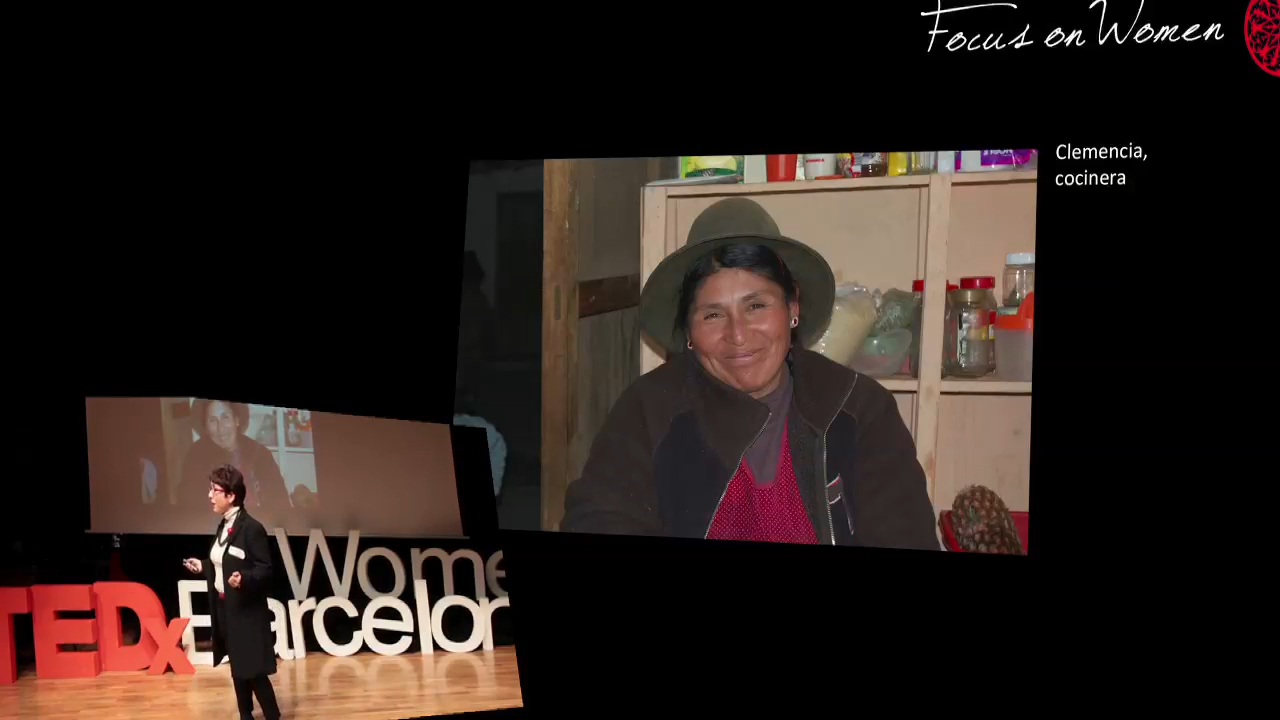 Focus on Women
Clemencia,
cocinera
Wome
TEDx
Barcelon